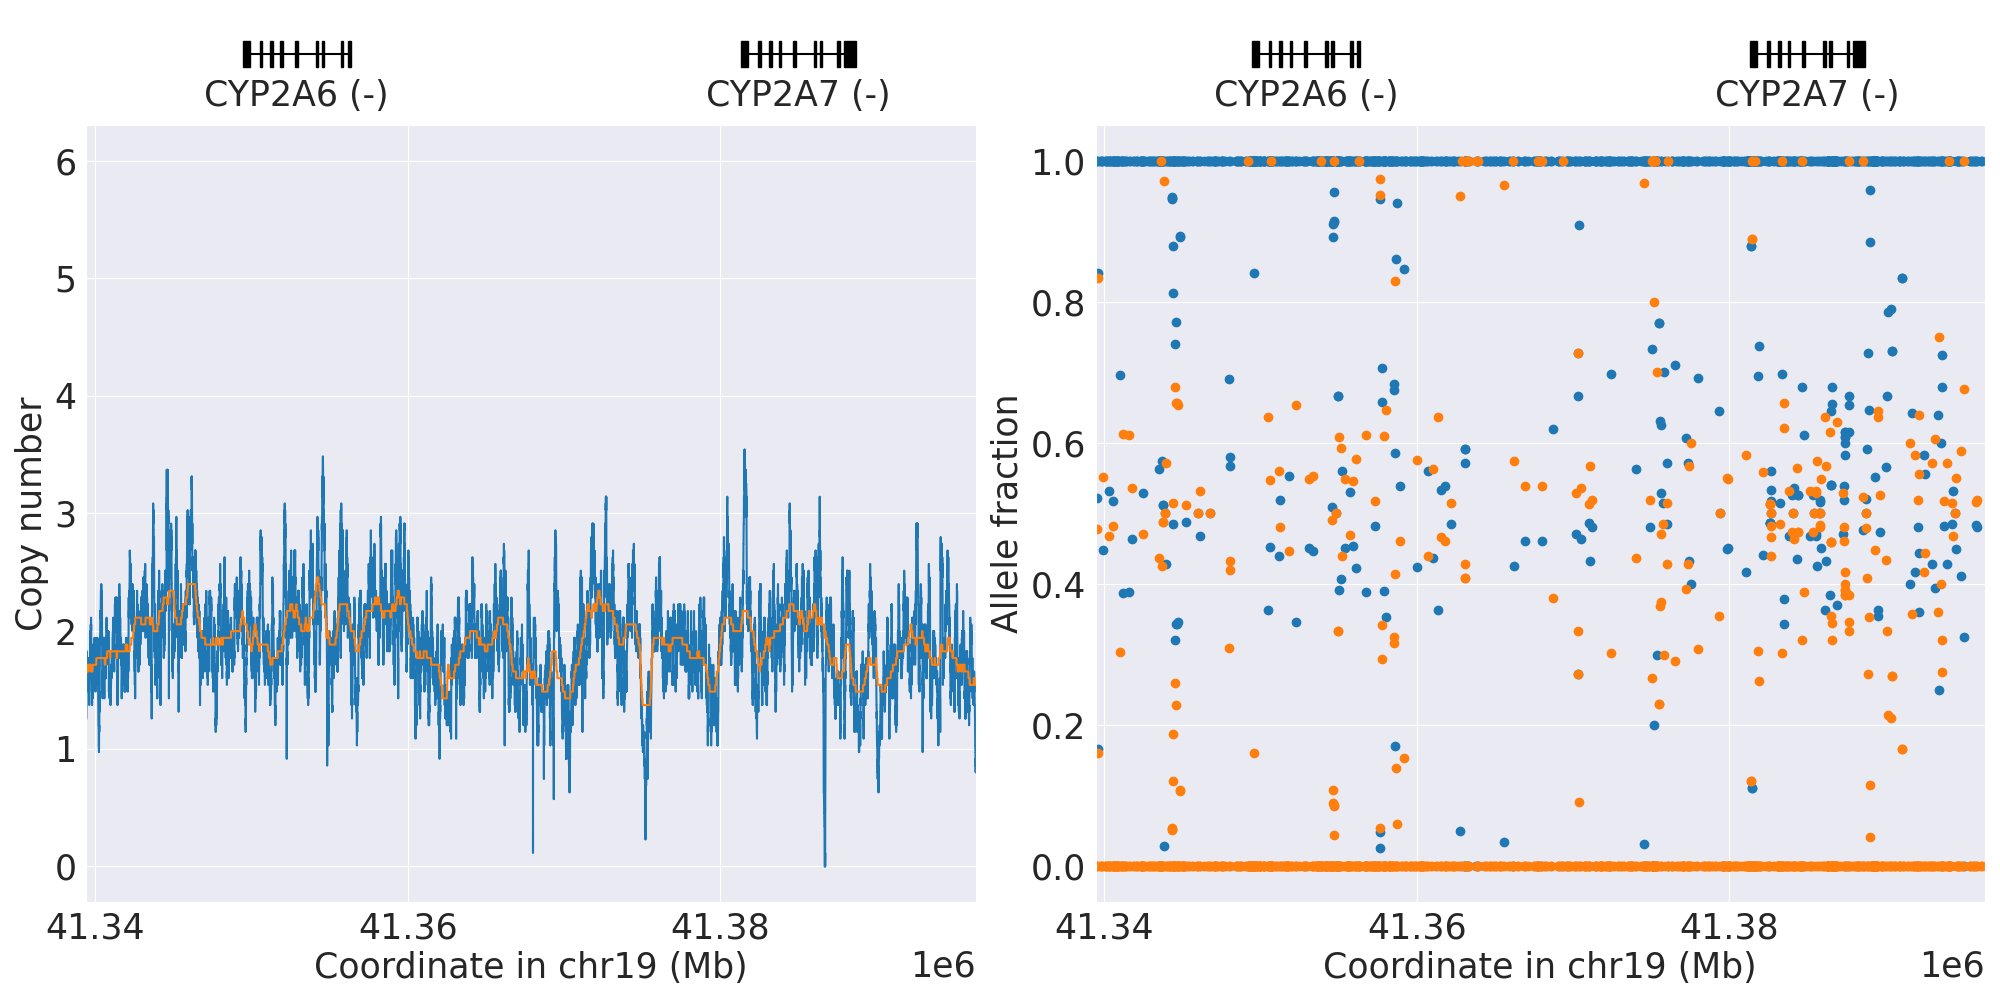 CYP2A6 (-)
CYP2A7 (-)
6
5
4
3
2
1
0
Copy number
41.34
41.36
41.38
Coordinate in chr19 (Mb)
1e6
CYP2A6 (-)
CYP2A7 (-)
1.0
0.8
0.6
0.4
0.2
0.0
Allele fraction
41.34
41.36
41.38
Coordinate in chr19 (Mb)
1e6